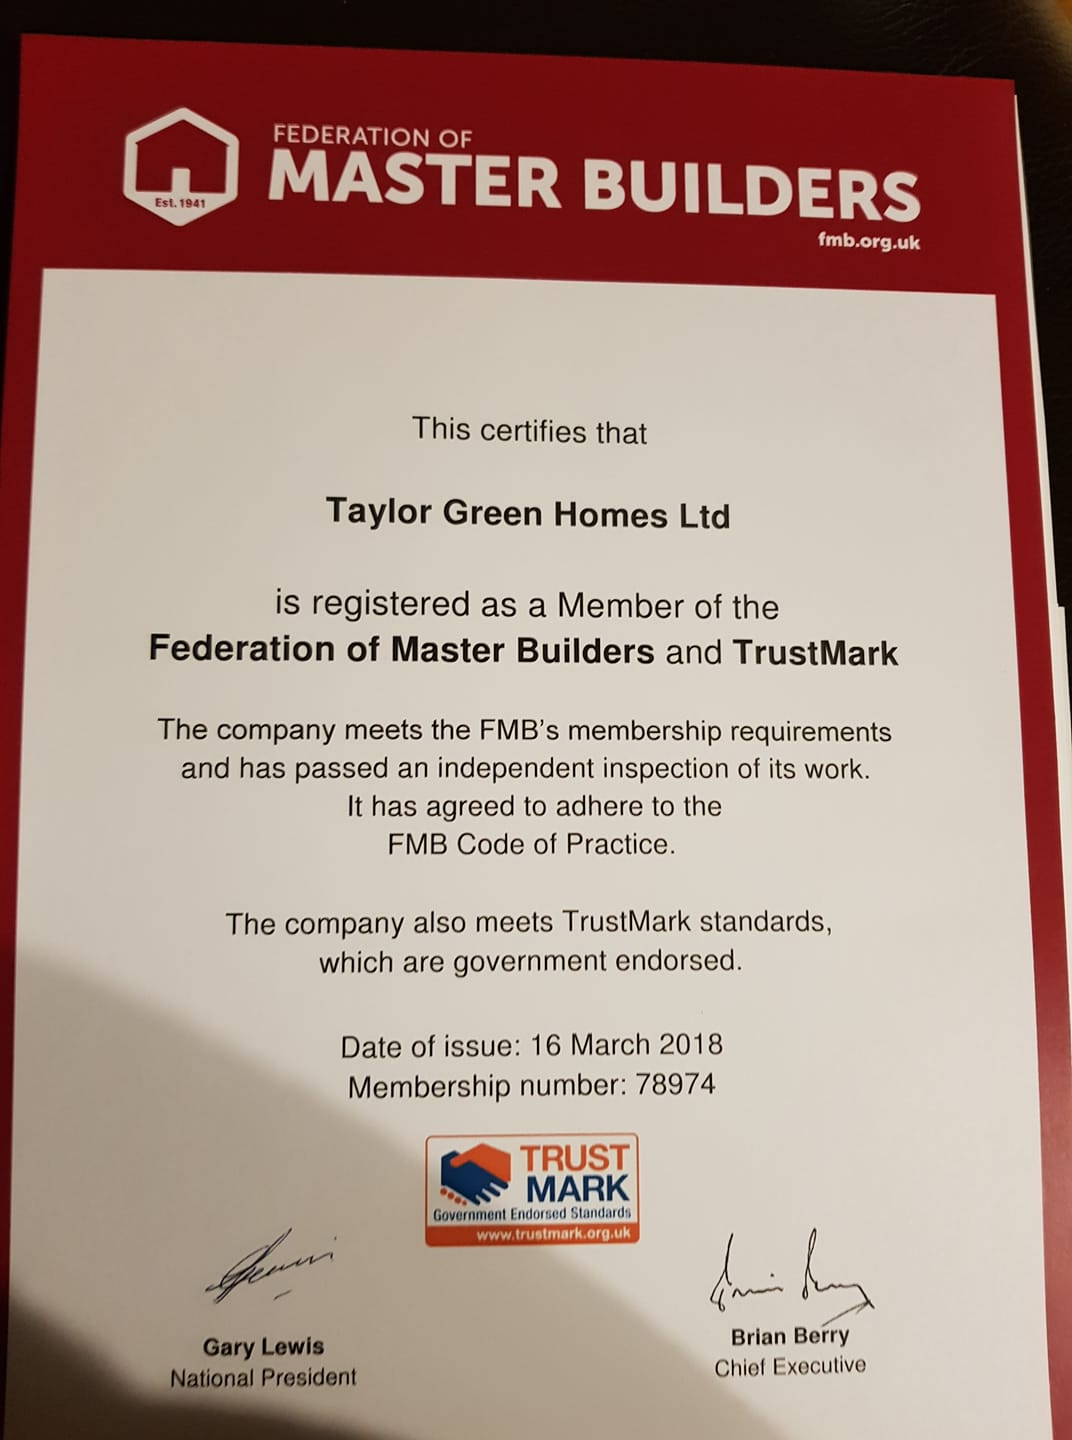 FEDERATION OF
MASTER BUILDERS
Est. 1941
fmb.org.uk
This certifies that
Taylor Green Homes Ltd
is registered as a Member of the
Federation of Master Builders and TrustMark
The company meets the FMB's membership requirements
and has passed an independent inspection of its work.
It has agreed to adhere to the
FMB Code of Practice.
The company also meets TrustMark standards,
which are government endorsed.
Date of issue: 16 March 2018
Membership number: 78974
TRUST
MARK
Government Endorsed Standards
www.trustmark.org.uk
Gary Lewis
National President
Brian Berry
Chief Executive